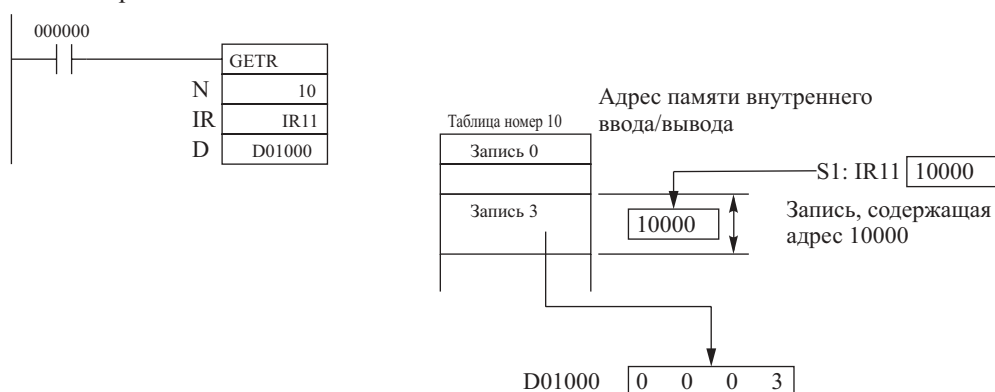 000000
GETR
N 10
IR IR11
D D01000
Адрес памяти внутреннего
ввода/вывода
Таблица номер 10
Запись 0
S1: IR11 10000
Запись 3
10000
Запись, содержащая
адрес 10000
D01000 0 0 0 3